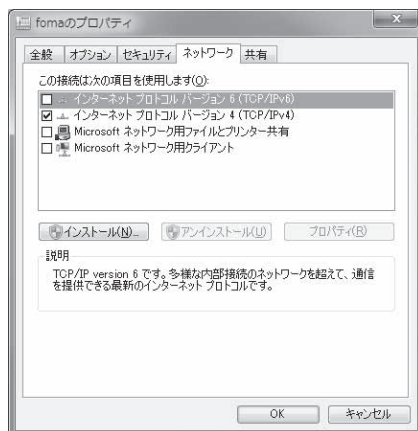 fomaのプロパティ
全般 オプション セキュリティ ネットワーク 共有
この接続は次の項目を使用します(O):
インターネット プロトコル バージョン 6 (TCP/IPv6)
インターネット プロトコル バージョン 4 (TCP/IPv4)
Microsoft ネットワーク用ファイルとプリンター共有
Microsoft ネットワーク用クライアント
インストール(N)... アンインストール(U) プロパティ(R)
説明
TCP/IP version 6 です。多様な内部接続のネットワークを超えて、通信
を提供できる最新のインターネット プロトコルです。
OK キャンセル